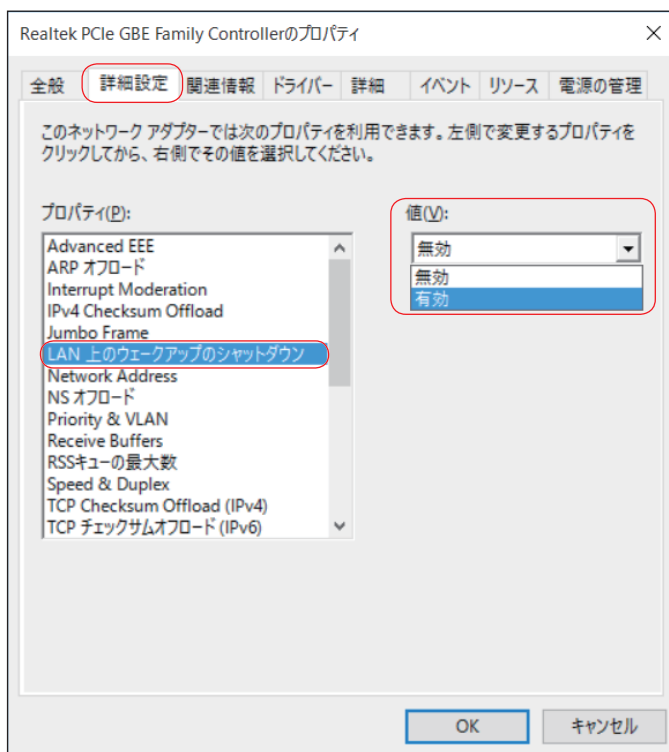 Realtek PCIe GBE Family Controllerのプロパティ
全般 詳細設定 関連情報 ドライバー 詳細 イベント リソース 電源の管理
このネットワーク アダプターでは次のプロパティを利用できます。左側で変更するプロパティを
クリックしてから、右側でその値を選択してください。
プロパティ(P):
Advanced EEE
ARP オフロード
Interrupt Moderation
IPv4 Checksum Offload
Jumbo Frame
LAN 上のウェークアップのシャットダウン
Network Address
NS オフロード
Priority & VLAN
Receive Buffers
RSSキューの最大数
Speed & Duplex
TCP Checksum Offload (IPv4)
TCP チェックサムオフロード (IPv6)
値(V):
無効
無効
有効
OK キャンセル